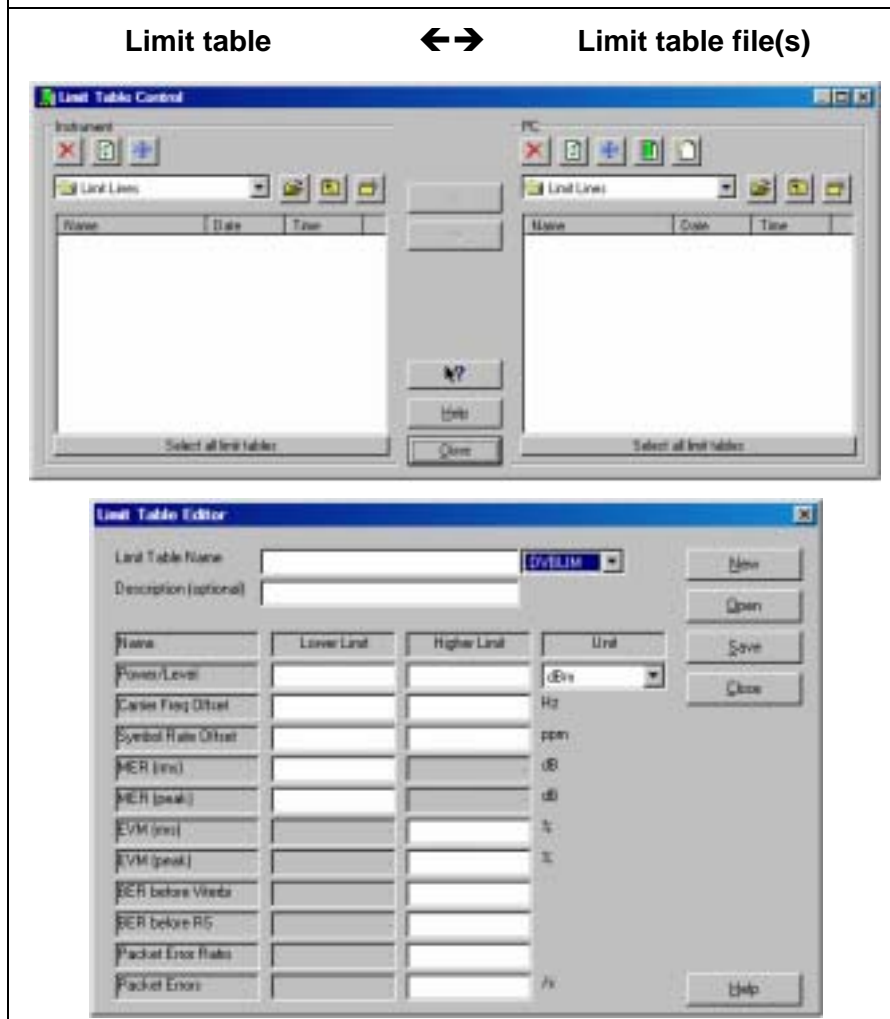 Limit table ←→ Limit table file(s)
Limit Table Control
Instrument
PC
Limit Lines
Limit Lines
Name Date Time
Name Date Time
?
Help
Close
Select all limit tables
Select all limit tables
Limit Table Editor
Limit Table Name DVBLIM New
Description (optional) Open
Name Lower Limit Higher Limit Unit Save
Power/Level dBm Close
Carrier Freq Offset Hz
Symbol Rate Offset ppm
MER (rms) dB
MER (peak) dB
EVM (rms) %
EVM (peak) %
BER before Viterbi
BER before RS
Packet Error Ratio
Packet Errors /s Help